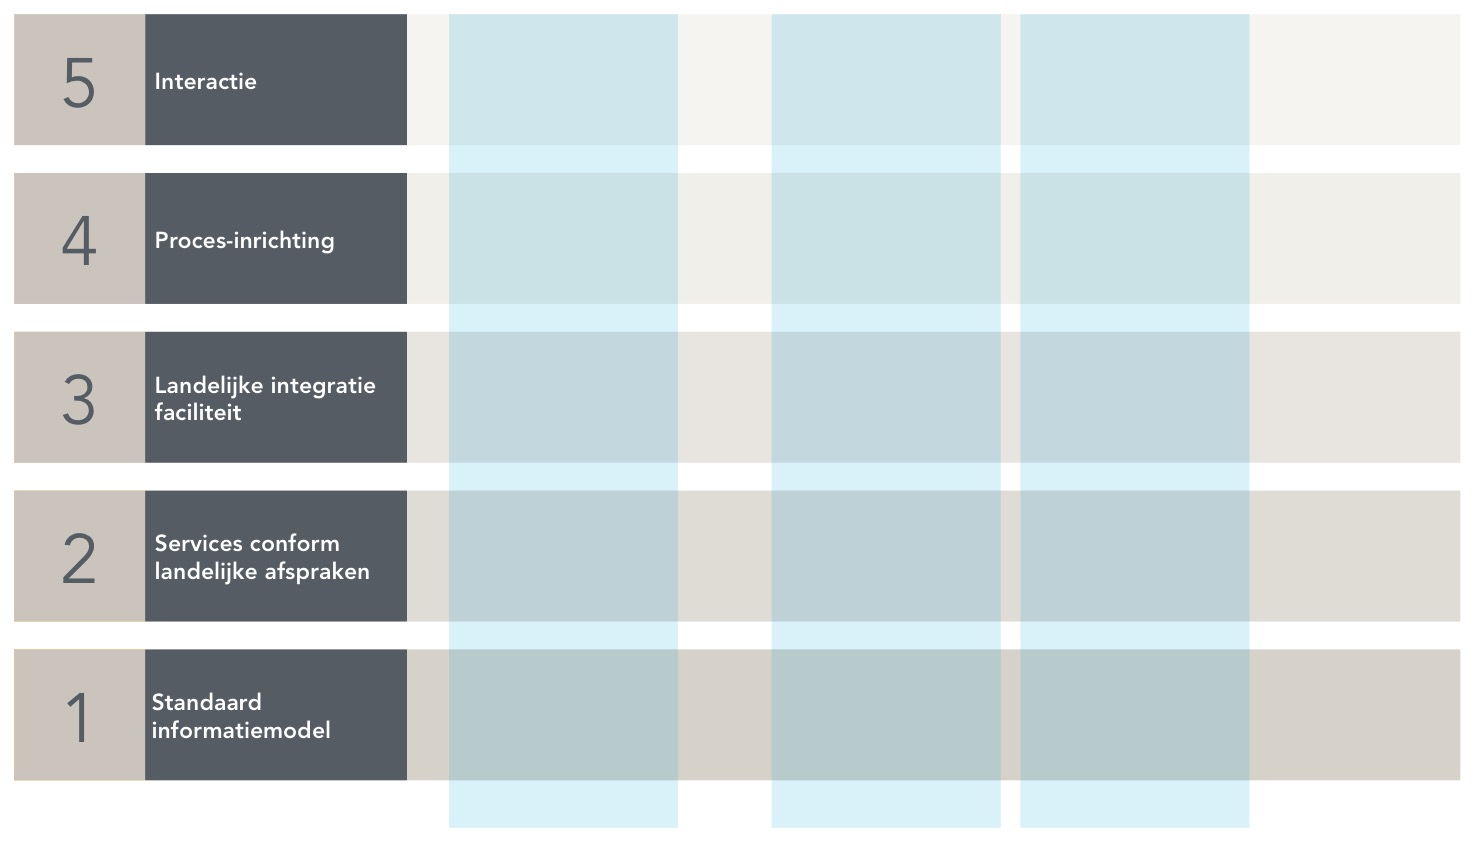 5
Interactie
4
Proces-inrichting
3
Landelijke integratie
faciliteit
2
Services conform
landelijke afspraken
1
Standaard
informatiemodel